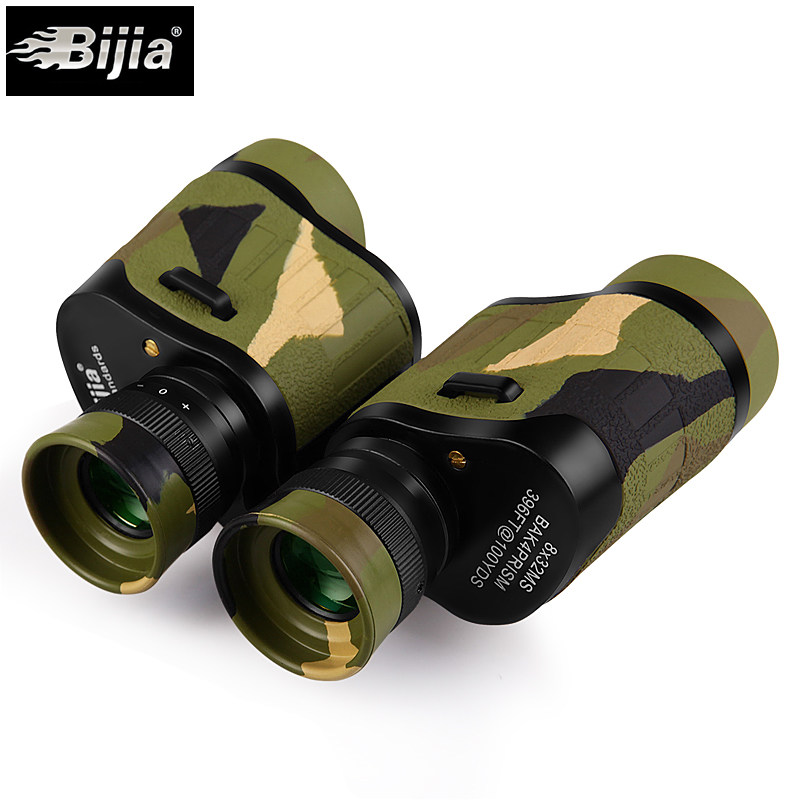 Bijia®
- 0 +
8x32MS
BAK4PRISM
396FT@100YDS